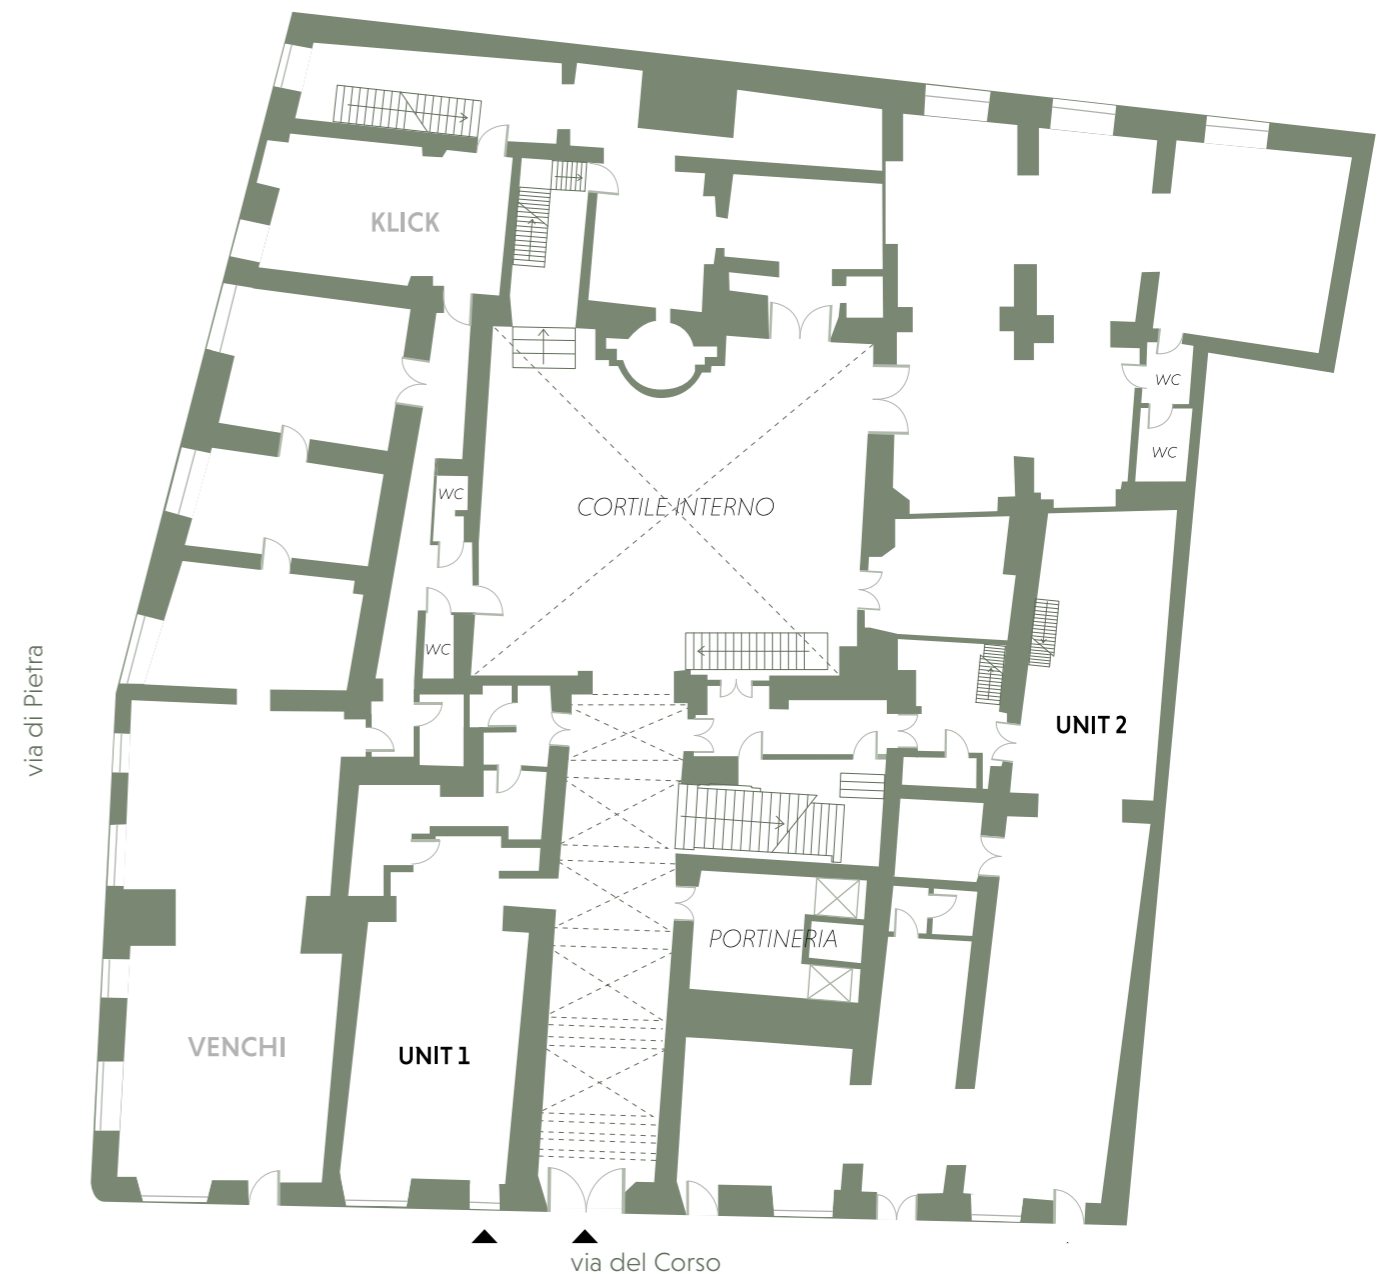 KLICK
WC
WC
WC
CORTILE INTERNO
WC
via di Pietra
UNIT 2
PORTINERIA
VENCHI
UNIT 1
via del Corso